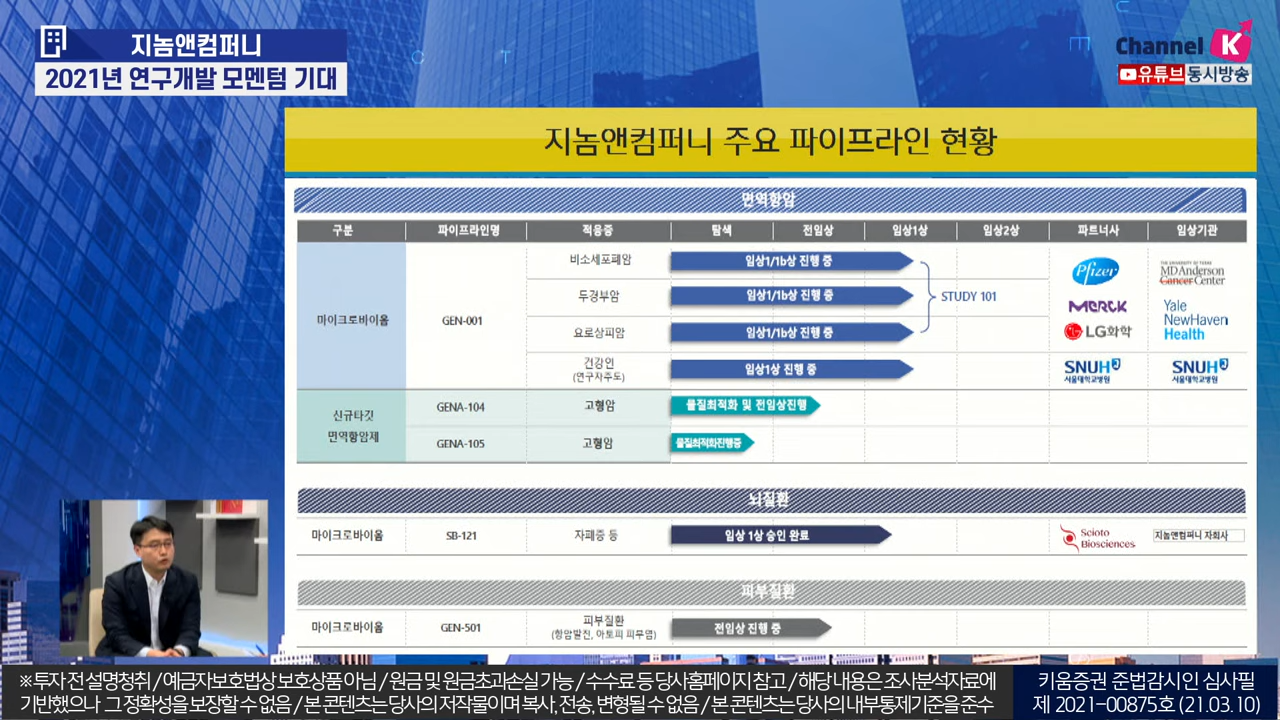 지놈앤컴퍼니
2021년 연구개발 모멘텀 기대
Channel K
유튜브동시방송
지놈앤컴퍼니 주요 파이프라인 현황
면역항암
구분 파이프라인명 적응증 탐색 전임상 임상1상 임상2상 파트너사 임상기관
마이크로바이옴 GEN-001
비소세포폐암 임상1/1b상 진행 중
두경부암 임상1/1b상 진행 중
요로상피암 임상1/1b상 진행 중
STUDY 101
Pfizer
MERCK
LG화학
THE UNIVERSITY OF TEXAS
MD Anderson
Cancer Center
Yale
NewHaven
Health
건강인
(연구자주도)
임상1상 진행 중
SNUH
서울대학교병원
SNUH
서울대학교병원
신규타깃
면역항암제
GENA-104 고형암 물질최적화 및 전임상진행
GENA-105 고형암 물질최적화진행중
뇌질환
마이크로바이옴 SB-121 자폐증 등 임상 1상 승인 완료
Scioto
Biosciences
지놈앤컴퍼니 자회사
피부질환
마이크로바이옴 GEN-501
피부질환
(항암발진, 아토피 피부염)
전임상 진행 중
※ 투자 전 설명청취 / 예금자보호법상 보호상품 아님 / 원금 및 원금초과손실 가능 / 수수료 등 당사홈페이지 참고 / 해당 내용은 조사분석자료에
기반했으나 그 정확성을 보장할 수 없음 / 본 콘텐츠는 당사의 저작물이며 복사, 전송, 변형될 수 없음 / 본 콘텐츠는 당사의 내부통제기준을 준수
키움증권 준법감시인 심사필
제 2021-00875호 (21.03.10)